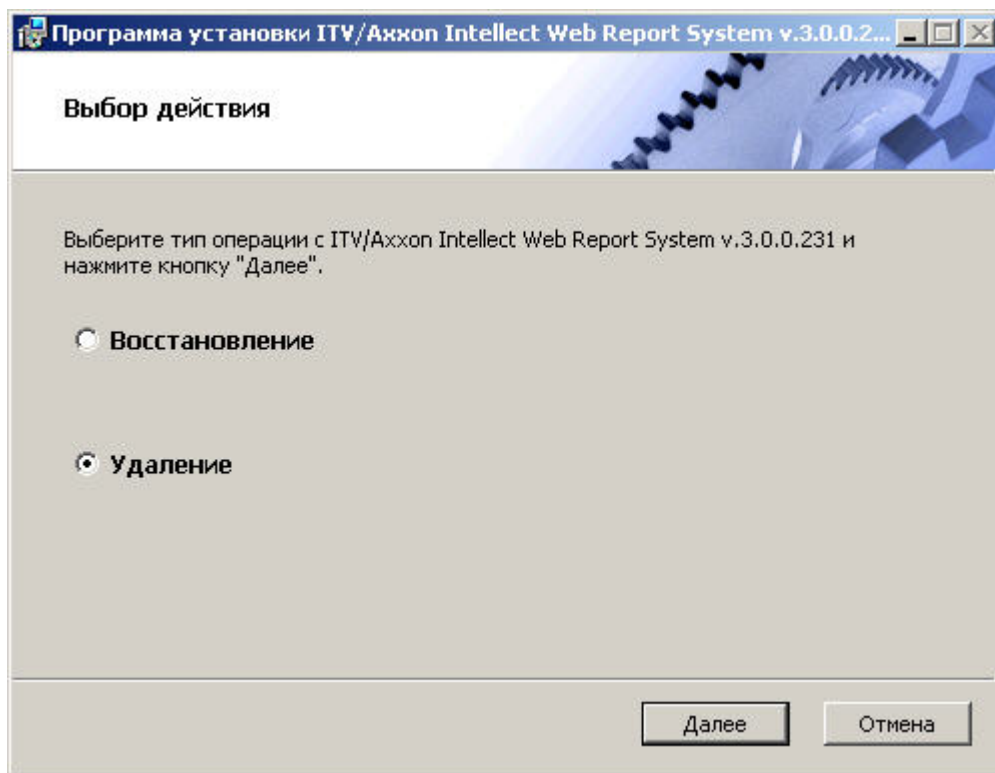 Программа установки ITV/Axxon Intellect Web Report System v.3.0.0.2...
Выбор действия
Выберите тип операции с ITV/Axxon Intellect Web Report System v.3.0.0.231 и
нажмите кнопку "Далее".
Восстановление
Удаление
Далее
Отмена